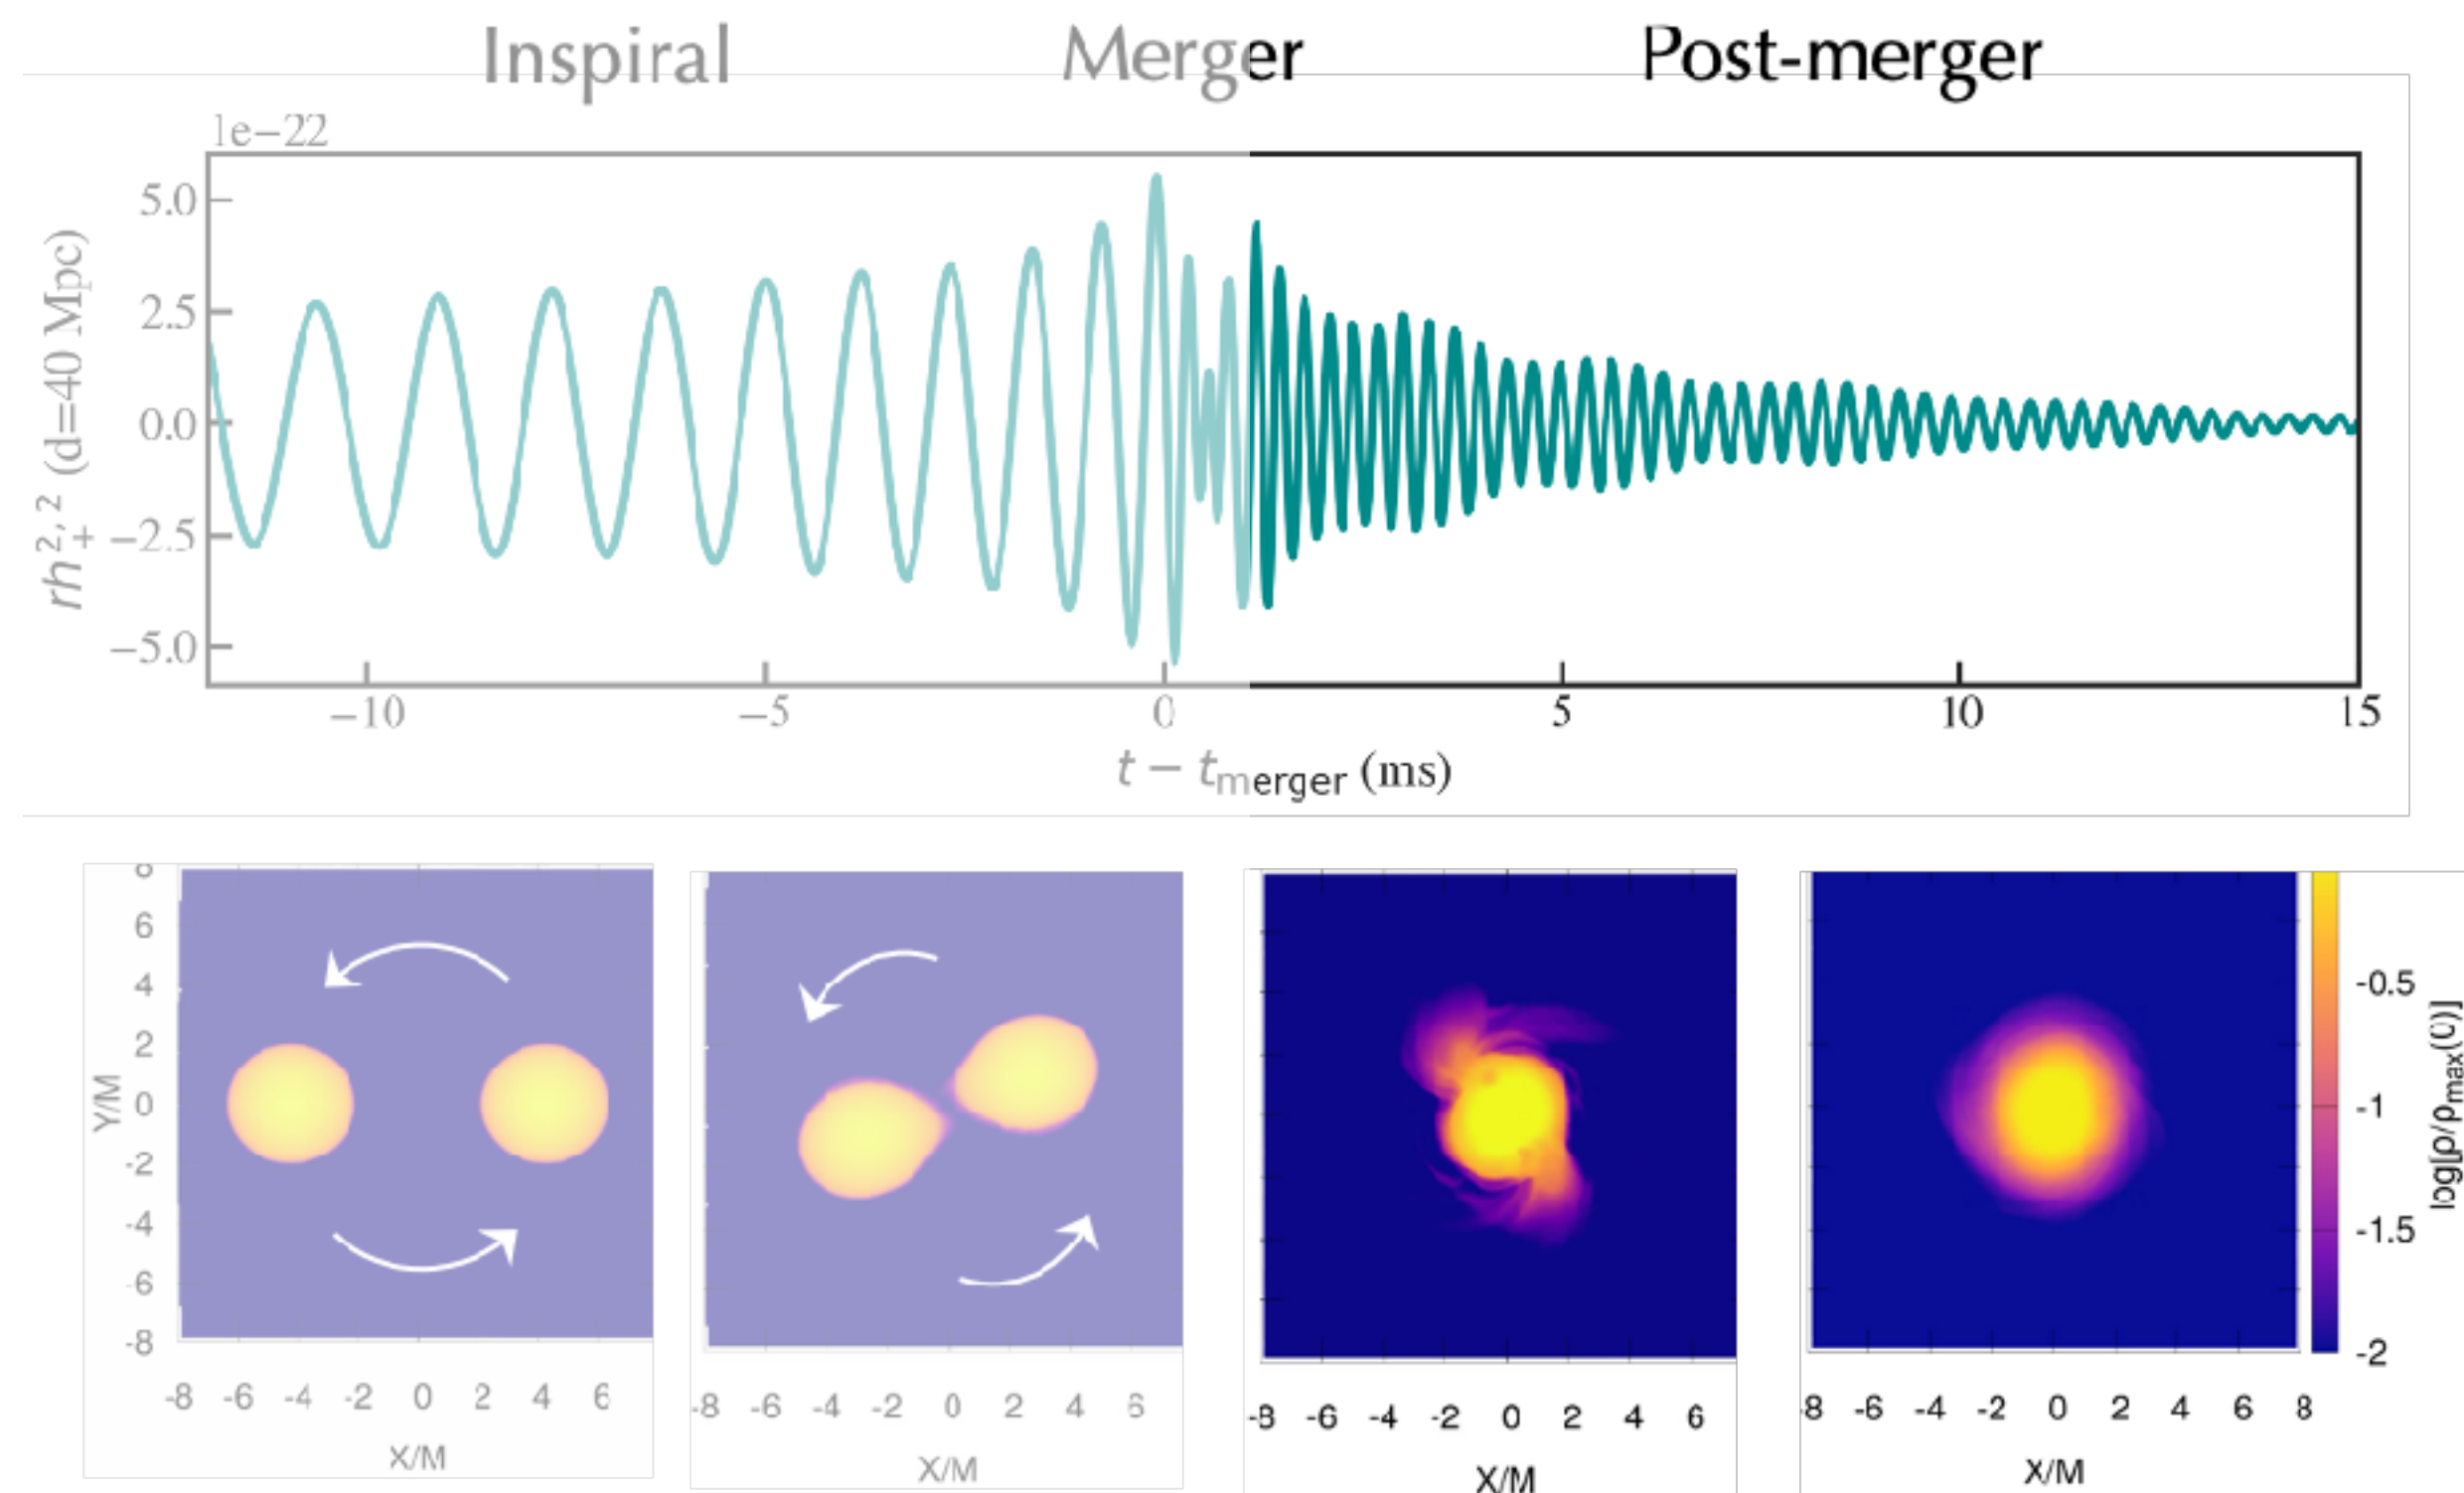 Inspiral Merger Post-merger
1e−22
5.0
2.5
0.0
−2.5
−5.0
rh₊²,² (d=40 Mpc)
−10 −5 0 5 10 15
t − tmerger (ms)
8
6
4
2
0
-2
-4
-6
-8
Y/M
-8 -6 -4 -2 0 2 4 6
X/M
-8 -6 -4 -2 0 2 4 6
X/M
-8 -6 -4 -2 0 2 4 6
X/M
-8 -6 -4 -2 0 2 4 6 8
X/M
-0.5
-1
-1.5
-2
log[ρ/ρmax(0)]